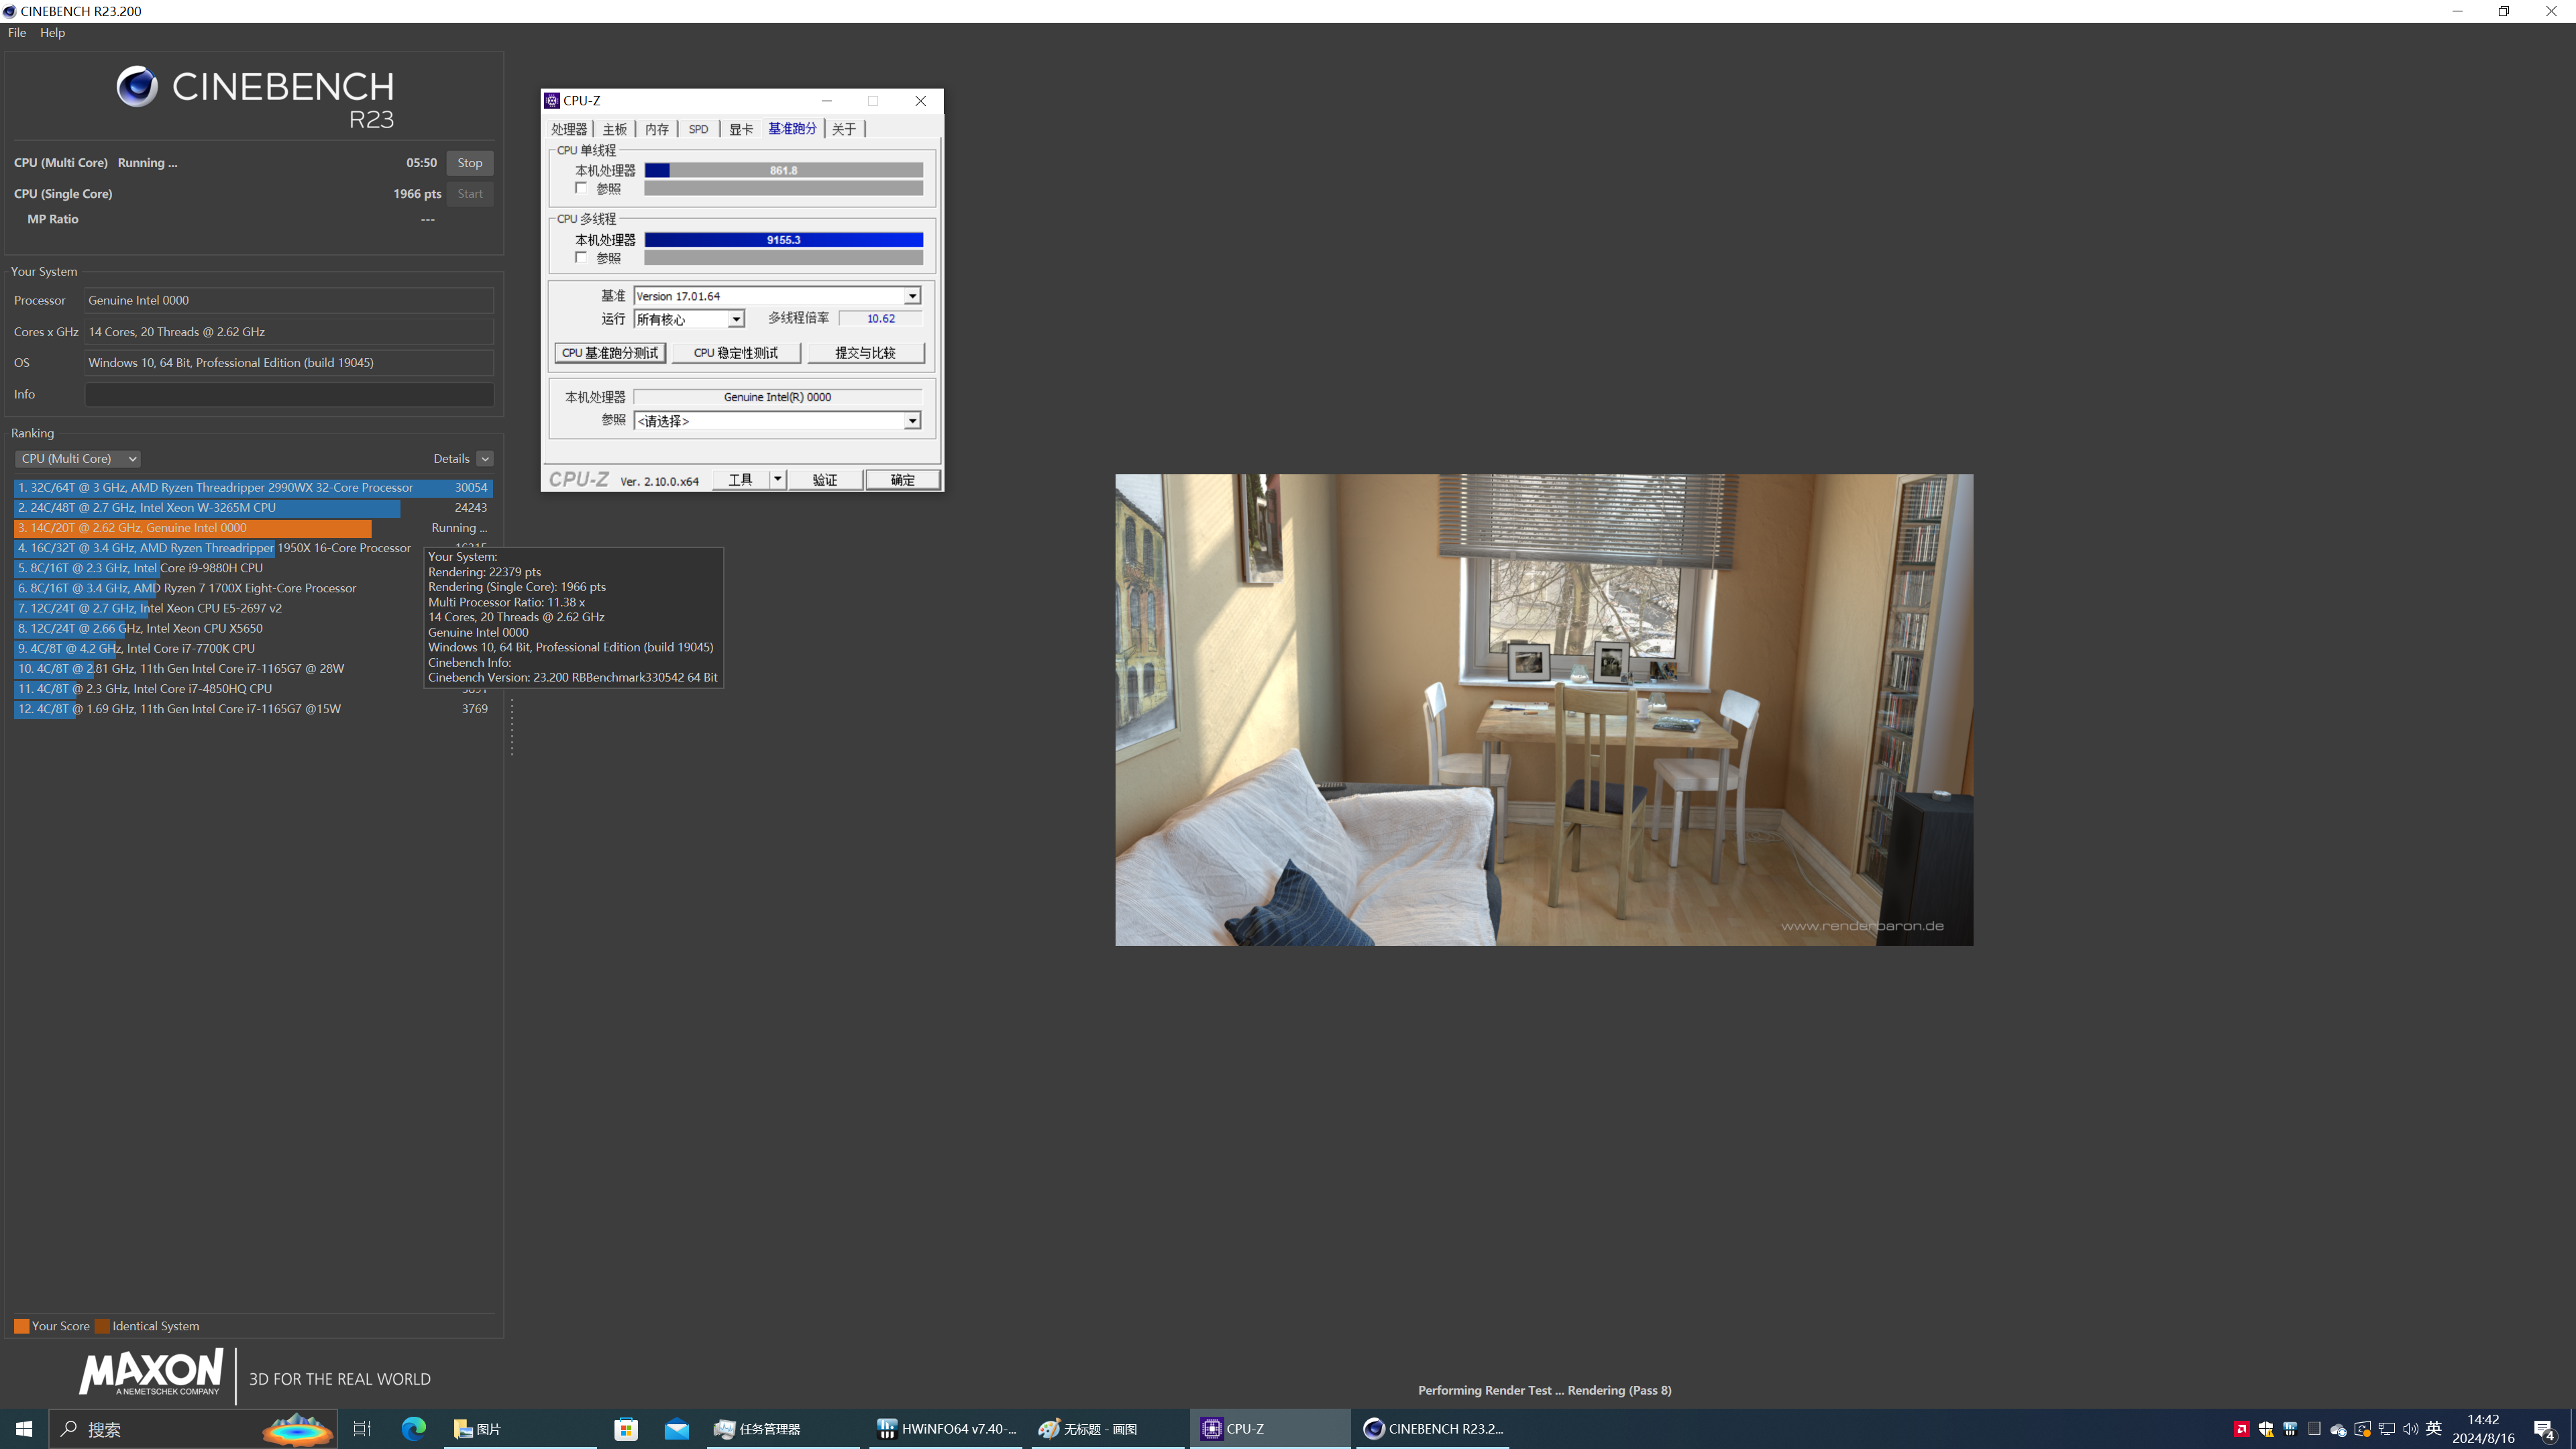 CINEBENCH R23.200
File Help
CINEBENCH
R23
CPU (Multi Core) Running ... 05:50 Stop
CPU (Single Core) 1966 pts Start
MP Ratio ---
Your System
Processor Genuine Intel 0000
Cores x GHz 14 Cores, 20 Threads @ 2.62 GHz
OS Windows 10, 64 Bit, Professional Edition (build 19045)
Info
Ranking
CPU (Multi Core) Details
1. 32C/64T @ 3 GHz, AMD Ryzen Threadripper 2990WX 32-Core Processor 30054
2. 24C/48T @ 2.7 GHz, Intel Xeon W-3265M CPU 24243
3. 14C/20T @ 2.62 GHz, Genuine Intel 0000 Running ...
4. 16C/32T @ 3.4 GHz, AMD Ryzen Threadripper 1950X 16-Core Processor
5. 8C/16T @ 2.3 GHz, Intel Core i9-9880H CPU
6. 8C/16T @ 3.4 GHz, AMD Ryzen 7 1700X Eight-Core Processor
7. 12C/24T @ 2.7 GHz, Intel Xeon CPU E5-2697 v2
8. 12C/24T @ 2.66 GHz, Intel Xeon CPU X5650
9. 4C/8T @ 4.2 GHz, Intel Core i7-7700K CPU
10. 4C/8T @ 2.81 GHz, 11th Gen Intel Core i7-1165G7 @ 28W
11. 4C/8T @ 2.3 GHz, Intel Core i7-4850HQ CPU
12. 4C/8T @ 1.69 GHz, 11th Gen Intel Core i7-1165G7 @15W 3769
Your System:
Rendering: 22379 pts
Rendering (Single Core): 1966 pts
Multi Processor Ratio: 11.38 x
14 Cores, 20 Threads @ 2.62 GHz
Genuine Intel 0000
Windows 10, 64 Bit, Professional Edition (build 19045)
Cinebench Info:
Cinebench Version: 23.200 RBBenchmark330542 64 Bit
Your Score Identical System
MAXON
A NEMETSCHEK COMPANY
3D FOR THE REAL WORLD
CPU-Z
处理器 主板 内存 SPD 显卡 基准跑分 关于
CPU 单线程
本机处理器 861.8
参照
CPU 多线程
本机处理器 9155.3
参照
基准 Version 17.01.64
运行 所有核心 多线程倍率 10.62
CPU 基准跑分测试 CPU 稳定性测试 提交与比较
本机处理器 Genuine Intel(R) 0000
参照 <请选择>
CPU-Z Ver. 2.10.0.x64 工具 验证 确定
www.renderbaron.de
Performing Render Test ... Rendering (Pass 8)
搜索 图片 任务管理器 HWiNFO64 v7.40-... 无标题 - 画图 CPU-Z CINEBENCH R23.2... 英 14:42
2024/8/16 4